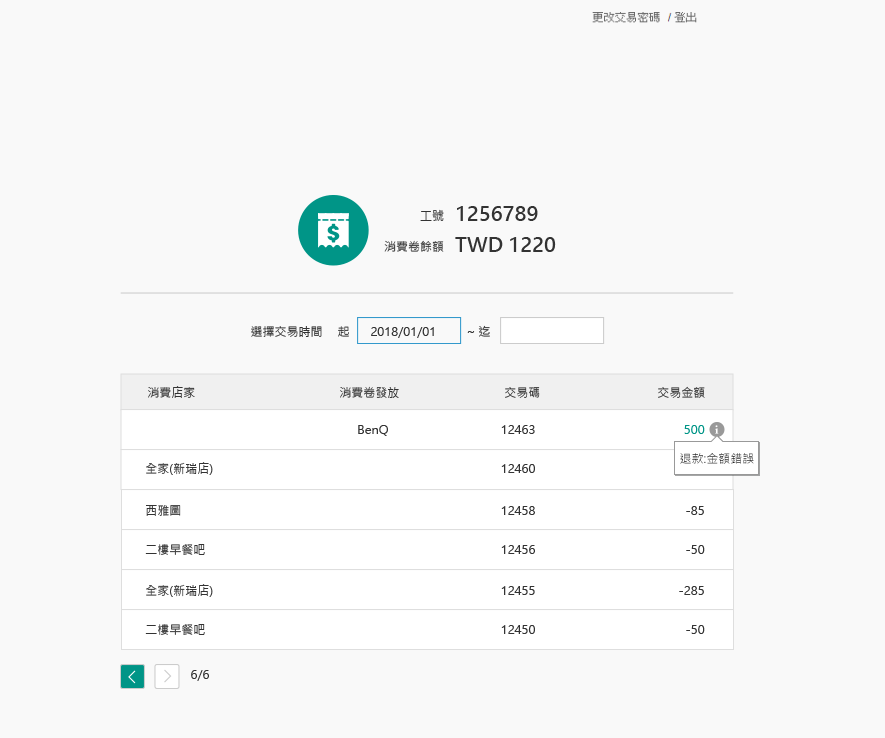 更改交易密碼 / 登出
工號 1256789
消費卷餘額 TWD 1220
選擇交易時間 起 2018/01/01 ~ 迄
消費店家 消費卷發放 交易碼 交易金額
BenQ 12463 500
退款:金額錯誤
全家(新瑞店) 12460
西雅圖 12458 -85
二樓早餐吧 12456 -50
全家(新瑞店) 12455 -285
二樓早餐吧 12450 -50
6/6